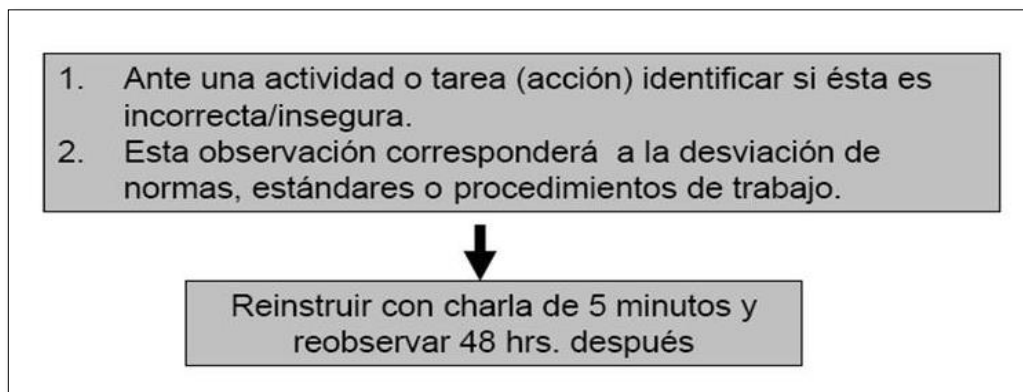 1. Ante una actividad o tarea (acción) identificar si ésta es
incorrecta/insegura.
2. Esta observación corresponderá a la desviación de
normas, estándares o procedimientos de trabajo.
Reinstruir con charla de 5 minutos y
reobservar 48 hrs. después